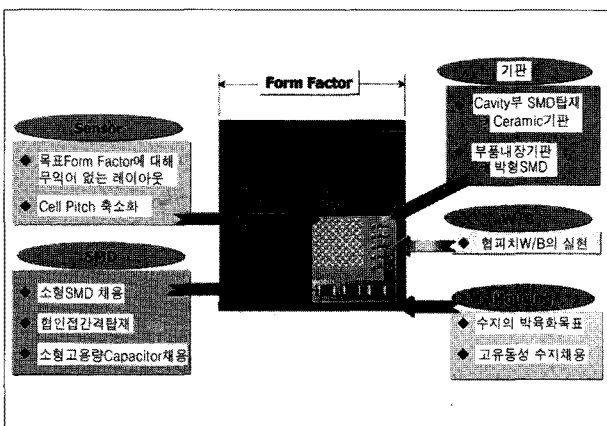 Form Factor
Sensor
◆ 목표Form Factor에 대해
무익어 없는 레이아웃
◆ Cell Pitch 축소화
SMD
◆ 소형SMD 채용
◆ 협인접간격탑재
◆ 소형고용량Capacitor채용
기판
◆ Cavity부 SMD탑재
Ceramic기판
◆ 부품내장기판
박형SMD
W/B
◆ 협피치W/B의 실현
◆ 수지의 박육화목표
◆ 고유동성 수지채용